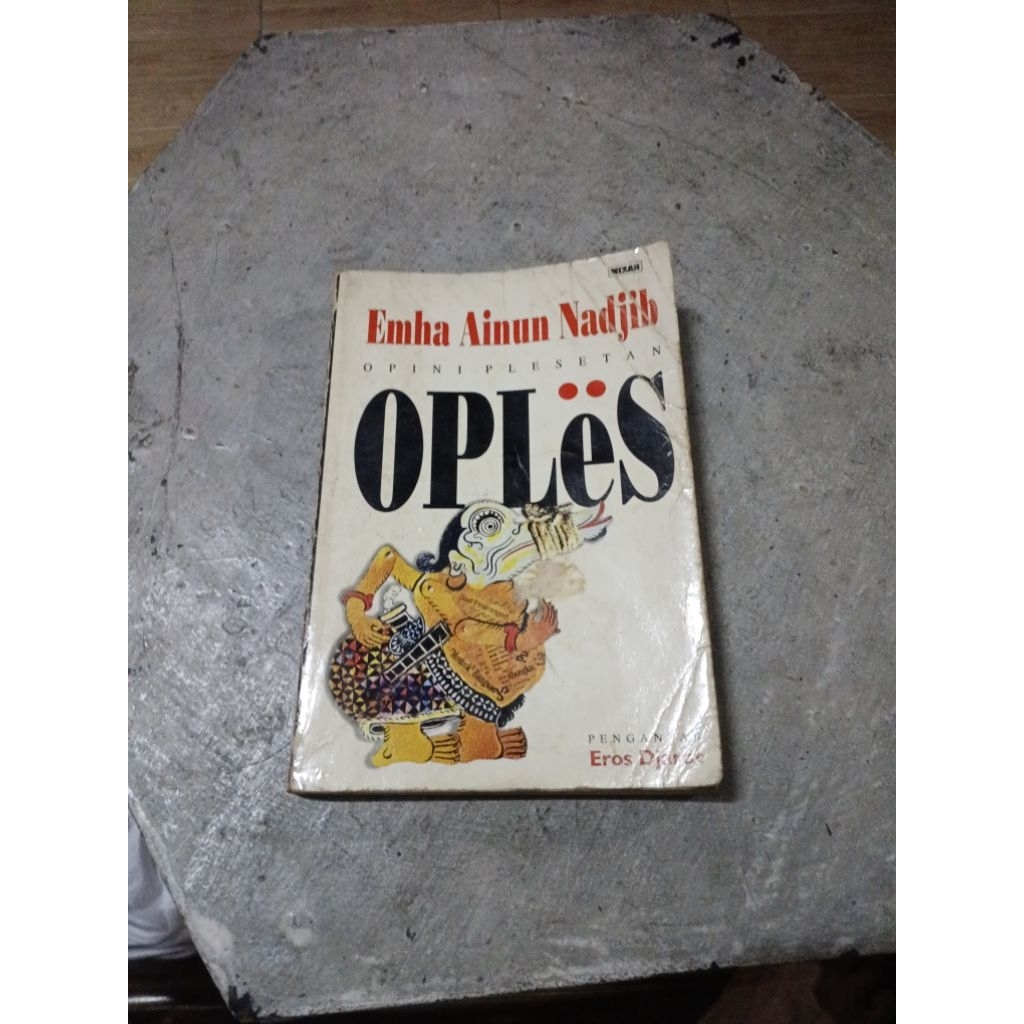 MIZAN
Emha Ainun Nadjib
OPINI PLESETAN
OPLëS
PENGANTAR
Eros Djarot